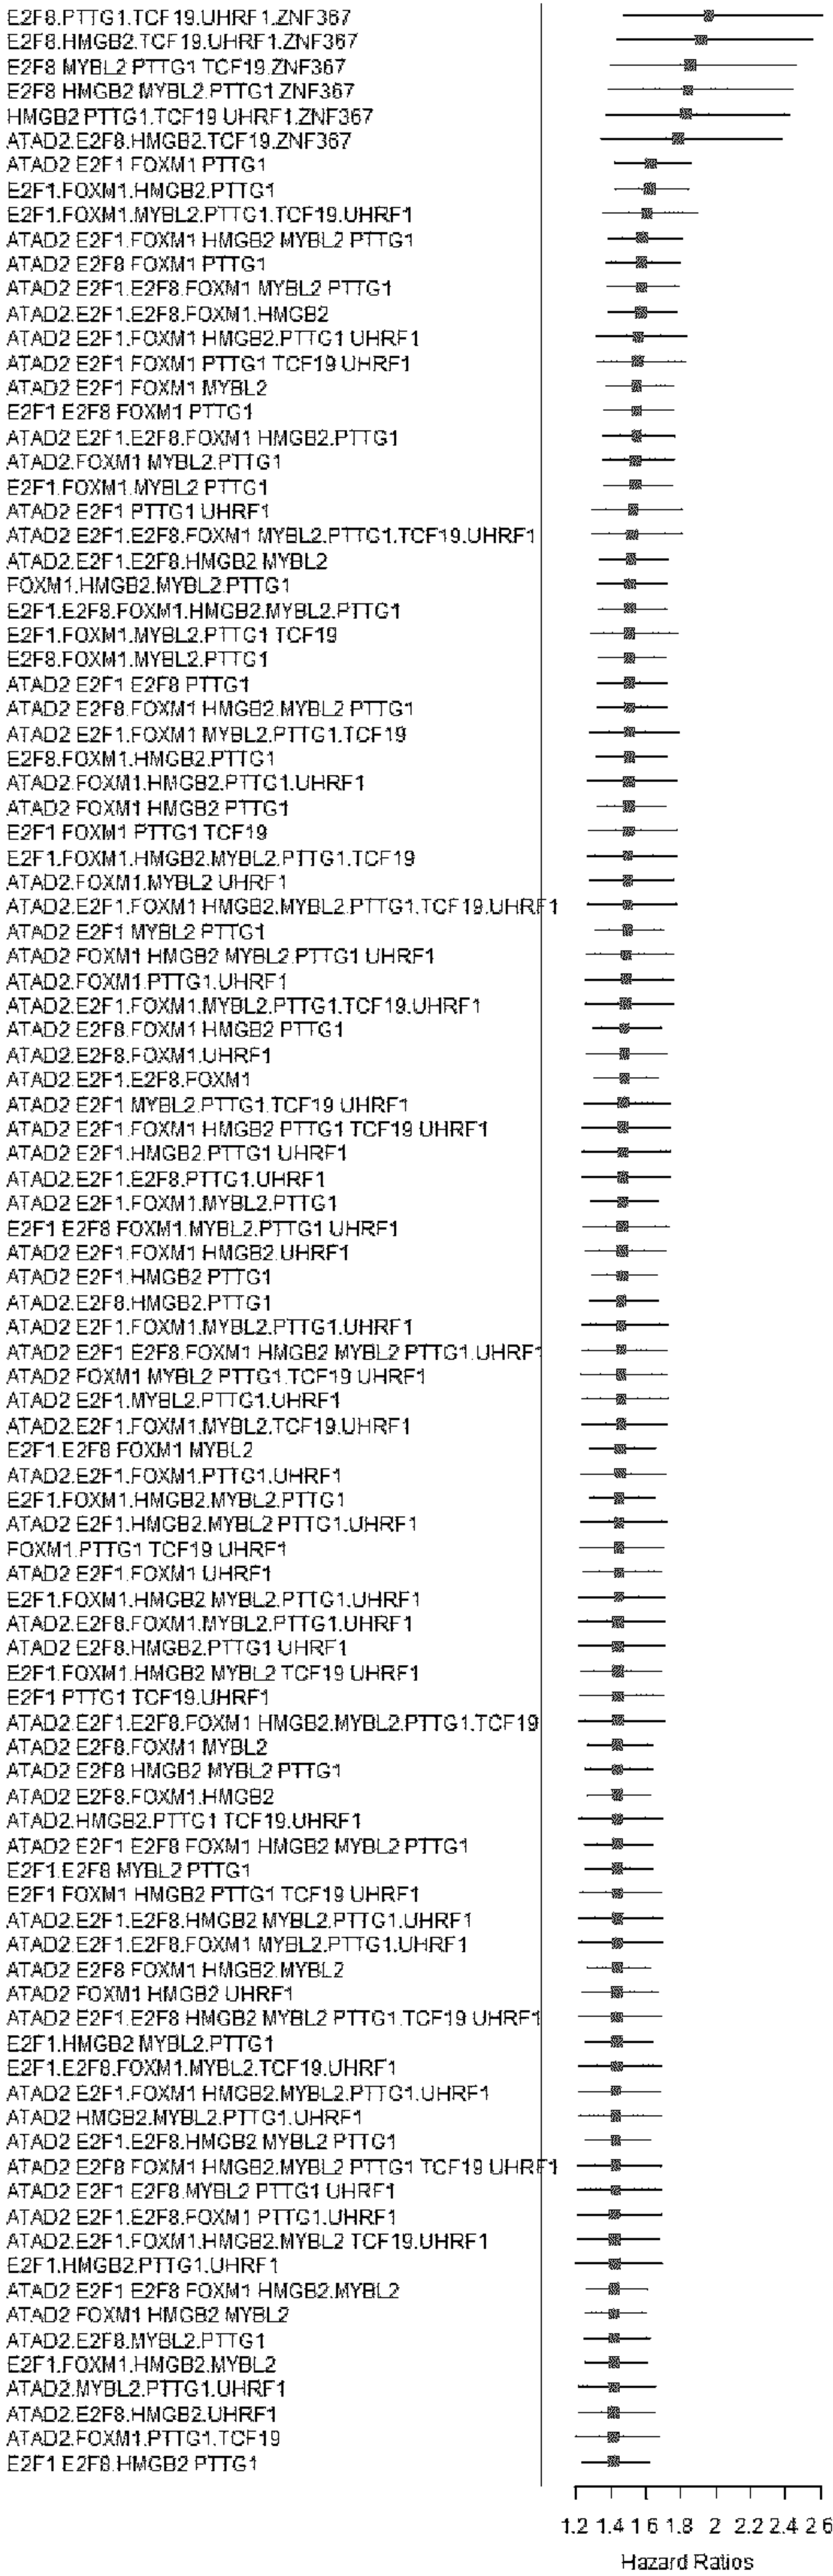 E2F8.PTTG1.TCF19.UHRF1.ZNF367
E2F8.HMGB2.TCF19.UHRF1.ZNF367
E2F8 MYBL2 PTTG1 TCF19.ZNF367
E2F8 HMGB2 MYBL2.PTTG1.ZNF367
HMGB2 PTTG1.TCF19 UHRF1.ZNF367
ATAD2.E2F8.HMGB2.TCF19.ZNF367
ATAD2 E2F1 FOXM1 PTTG1
E2F1.FOXM1.HMGB2.PTTG1
E2F1.FOXM1.MYBL2.PTTG1.TCF19.UHRF1
ATAD2 E2F1.FOXM1 HMGB2 MYBL2 PTTG1
ATAD2 E2F8 FOXM1 PTTG1
ATAD2 E2F1.E2F8.FOXM1 MYBL2 PTTG1
ATAD2.E2F1.E2F8.FOXM1.HMGB2
ATAD2 E2F1.FOXM1 HMGB2.PTTG1 UHRF1
ATAD2 E2F1 FOXM1 PTTG1 TCF19 UHRF1
ATAD2 E2F1 FOXM1 MYBL2
E2F1 E2F8 FOXM1 PTTG1
ATAD2 E2F1.E2F8.FOXM1 HMGB2.PTTG1
ATAD2.FOXM1 MYBL2.PTTG1
E2F1.FOXM1.MYBL2 PTTG1
ATAD2 E2F1 PTTG1 UHRF1
ATAD2 E2F1.E2F8.FOXM1 MYBL2.PTTG1.TCF19.UHRF1
ATAD2.E2F1.E2F8.HMGB2 MYBL2
FOXM1.HMGB2.MYBL2.PTTG1
E2F1.E2F8.FOXM1.HMGB2.MYBL2.PTTG1
E2F1.FOXM1.MYBL2.PTTG1 TCF19
E2F8.FOXM1.MYBL2.PTTG1
ATAD2 E2F1 E2F8 PTTG1
ATAD2 E2F8.FOXM1 HMGB2.MYBL2 PTTG1
ATAD2 E2F1.FOXM1 MYBL2.PTTG1.TCF19
E2F8.FOXM1.HMGB2.PTTG1
ATAD2.FOXM1.HMGB2.PTTG1.UHRF1
ATAD2 FOXM1 HMGB2 PTTG1
E2F1 FOXM1 PTTG1 TCF19
E2F1.FOXM1.HMGB2.MYBL2.PTTG1.TCF19
ATAD2.FOXM1.MYBL2 UHRF1
ATAD2.E2F1.FOXM1 HMGB2.MYBL2.PTTG1.TCF19.UHRF1
ATAD2 E2F1 MYBL2 PTTG1
ATAD2 FOXM1 HMGB2 MYBL2.PTTG1 UHRF1
ATAD2.FOXM1.PTTG1.UHRF1
ATAD2.E2F1.FOXM1.MYBL2.PTTG1.TCF19.UHRF1
ATAD2 E2F8.FOXM1 HMGB2 PTTG1
ATAD2.E2F8.FOXM1.UHRF1
ATAD2.E2F1.E2F8.FOXM1
ATAD2 E2F1 MYBL2.PTTG1.TCF19 UHRF1
ATAD2 E2F1.FOXM1 HMGB2 PTTG1 TCF19 UHRF1
ATAD2 E2F1.HMGB2.PTTG1 UHRF1
ATAD2.E2F1.E2F8.PTTG1.UHRF1
ATAD2 E2F1.FOXM1.MYBL2.PTTG1
E2F1 E2F8 FOXM1.MYBL2.PTTG1 UHRF1
ATAD2 E2F1.FOXM1 HMGB2.UHRF1
ATAD2 E2F1.HMGB2 PTTG1
ATAD2.E2F8.HMGB2.PTTG1
ATAD2 E2F1.FOXM1.MYBL2.PTTG1.UHRF1
ATAD2 E2F1 E2F8.FOXM1 HMGB2 MYBL2 PTTG1.UHRF1
ATAD2 FOXM1 MYBL2 PTTG1.TCF19 UHRF1
ATAD2 E2F1.MYBL2.PTTG1.UHRF1
ATAD2.E2F1.FOXM1.MYBL2.TCF19.UHRF1
E2F1.E2F8 FOXM1 MYBL2
ATAD2.E2F1.FOXM1.PTTG1.UHRF1
E2F1.FOXM1.HMGB2.MYBL2.PTTG1
ATAD2 E2F1.HMGB2.MYBL2 PTTG1.UHRF1
FOXM1.PTTG1 TCF19 UHRF1
ATAD2 E2F1.FOXM1 UHRF1
E2F1.FOXM1.HMGB2 MYBL2.PTTG1.UHRF1
ATAD2.E2F8.FOXM1.MYBL2.PTTG1.UHRF1
ATAD2 E2F8.HMGB2.PTTG1 UHRF1
E2F1.FOXM1.HMGB2 MYBL2 TCF19 UHRF1
E2F1 PTTG1 TCF19.UHRF1
ATAD2.E2F1.E2F8.FOXM1 HMGB2.MYBL2.PTTG1.TCF19
ATAD2 E2F8.FOXM1 MYBL2
ATAD2 E2F8 HMGB2 MYBL2 PTTG1
ATAD2 E2F8.FOXM1.HMGB2
ATAD2.HMGB2.PTTG1 TCF19.UHRF1
ATAD2 E2F1 E2F8 FOXM1 HMGB2 MYBL2 PTTG1
E2F1.E2F8 MYBL2 PTTG1
E2F1 FOXM1 HMGB2 PTTG1 TCF19 UHRF1
ATAD2.E2F1.E2F8.HMGB2 MYBL2.PTTG1.UHRF1
ATAD2.E2F1.E2F8.FOXM1 MYBL2.PTTG1.UHRF1
ATAD2 E2F8 FOXM1 HMGB2.MYBL2
ATAD2 FOXM1 HMGB2 UHRF1
ATAD2 E2F1.E2F8 HMGB2 MYBL2 PTTG1.TCF19 UHRF1
E2F1.HMGB2 MYBL2.PTTG1
E2F1.E2F8.FOXM1.MYBL2.TCF19.UHRF1
ATAD2 E2F1.FOXM1 HMGB2.MYBL2.PTTG1.UHRF1
ATAD2 HMGB2.MYBL2.PTTG1.UHRF1
ATAD2 E2F1.E2F8.HMGB2 MYBL2 PTTG1
ATAD2 E2F8 FOXM1 HMGB2.MYBL2 PTTG1 TCF19 UHRF1
ATAD2 E2F1 E2F8.MYBL2 PTTG1 UHRF1
ATAD2 E2F1.E2F8.FOXM1 PTTG1.UHRF1
ATAD2.E2F1.FOXM1.HMGB2.MYBL2 TCF19.UHRF1
E2F1.HMGB2.PTTG1.UHRF1
ATAD2 E2F1 E2F8 FOXM1 HMGB2.MYBL2
ATAD2 FOXM1 HMGB2 MYBL2
ATAD2.E2F8.MYBL2.PTTG1
E2F1.FOXM1.HMGB2.MYBL2
ATAD2.MYBL2.PTTG1.UHRF1
ATAD2.E2F8.HMGB2.UHRF1
ATAD2.FOXM1.PTTG1.TCF19
E2F1 E2F8.HMGB2 PTTG1
1.2 1.4 1 6 1.8 2 2.2 2.4 2 6
Hazard Ratios